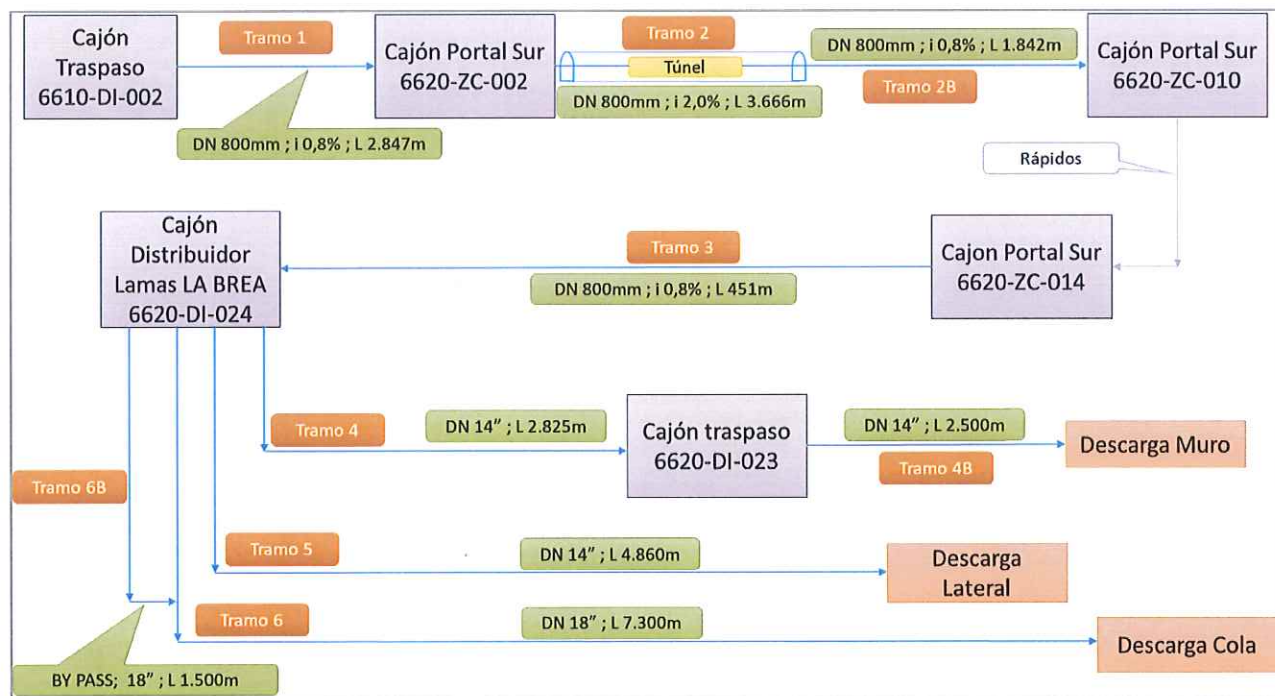 Cajón
Traspaso
6610-DI-002
Tramo 1
DN 800mm ; i 0,8% ; L 2.847m
Cajón Portal Sur
6620-ZC-002
Tramo 2
Túnel
DN 800mm ; i 2,0% ; L 3.666m
DN 800mm ; i 0,8% ; L 1.842m
Tramo 2B
Cajón Portal Sur
6620-ZC-010
Rápidos
Cajon Portal Sur
6620-ZC-014
Tramo 3
DN 800mm ; i 0,8% ; L 451m
Cajón
Distribuidor
Lamas LA BREA
6620-DI-024
Tramo 4
DN 14” ; L 2.825m
Cajón traspaso
6620-DI-023
DN 14” ; L 2.500m
Tramo 4B
Descarga Muro
Tramo 6B
Tramo 5
DN 14” ; L 4.860m
Descarga
Lateral
Tramo 6
DN 18” ; L 7.300m
Descarga Cola
BY PASS; 18” ; L 1.500m